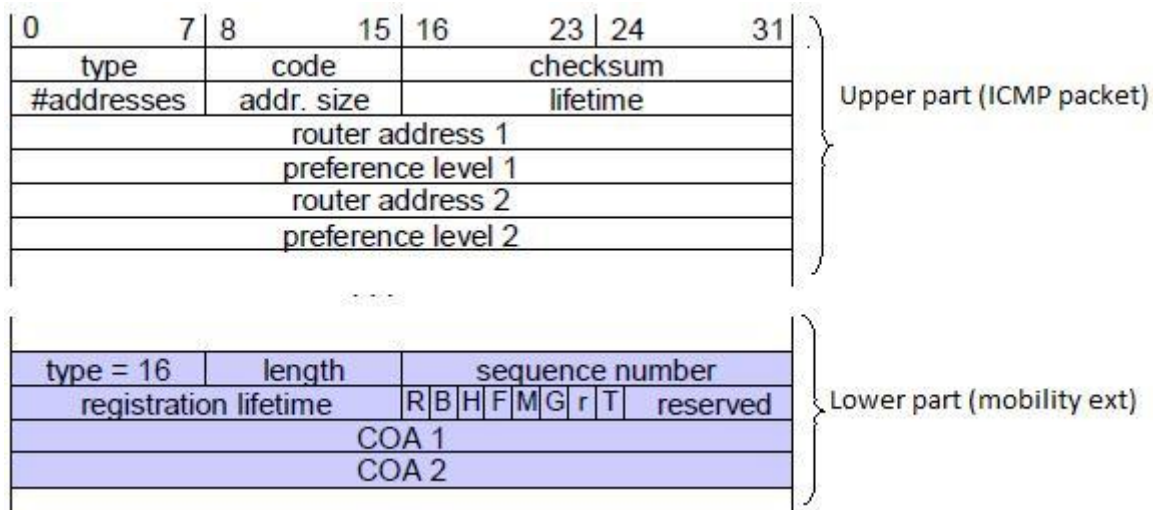 0 7 8 15 16 23 24 31
type code checksum
#addresses addr. size lifetime
router address 1
preference level 1
router address 2
preference level 2
Upper part (ICMP packet)
. . .
type = 16 length sequence number
registration lifetime R B H F M G r T reserved
COA 1
COA 2
Lower part (mobility ext)